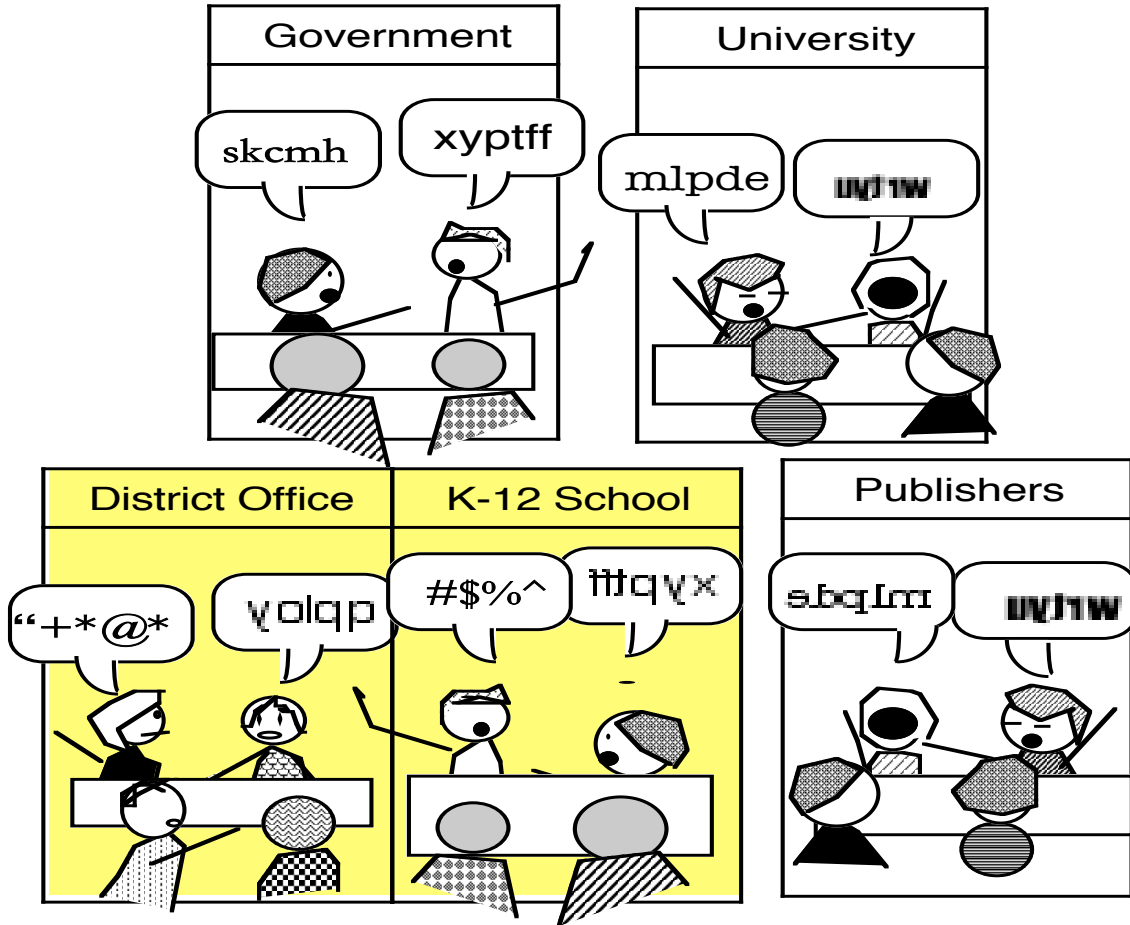 Government
University
skcmh
xyptff
mlpde
District Office
K-12 School
Publishers
“+*@*
#$%^